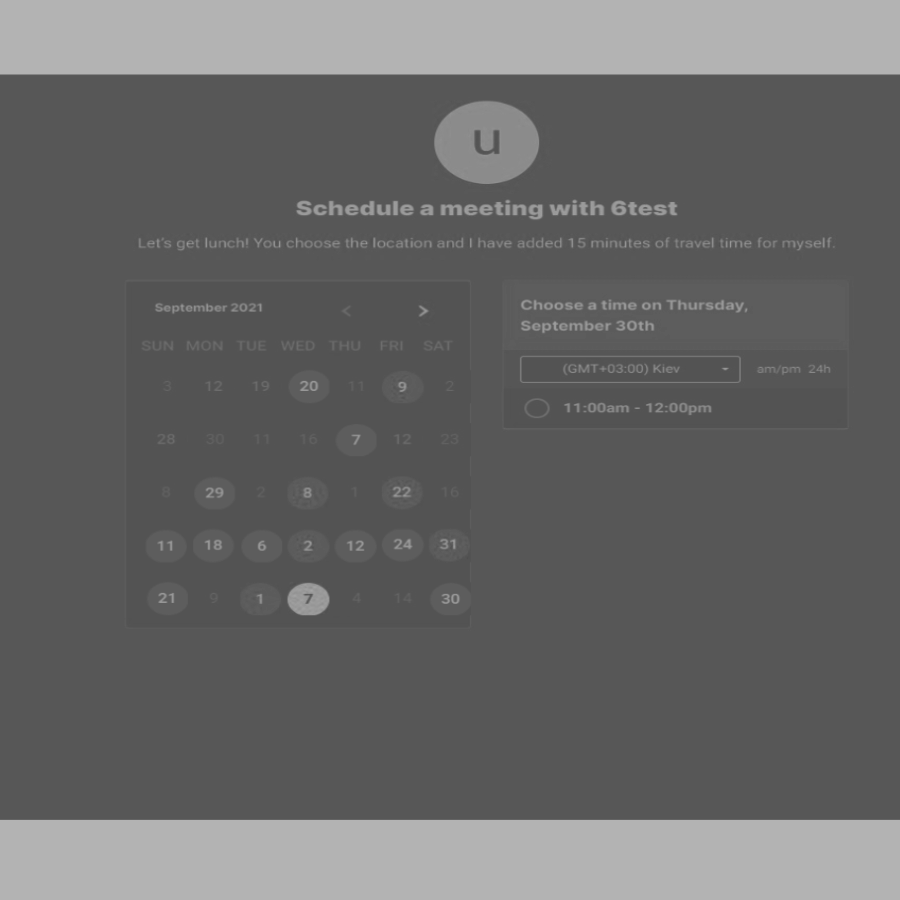 u
Schedule a meeting with 6test
Let's get lunch! You choose the location and I have added 15 minutes of travel time for myself.
September 2021 < >
SUN MON TUE WED THU FRI SAT
3 12 19 20 11 9 2
28 30 11 16 7 12 23
8 29 2 8 1 22 16
11 18 6 2 12 24 31
21 9 1 7 4 14 30
Choose a time on Thursday,
September 30th
(GMT+03:00) Kiev
am/pm 24h
11:00am - 12:00pm